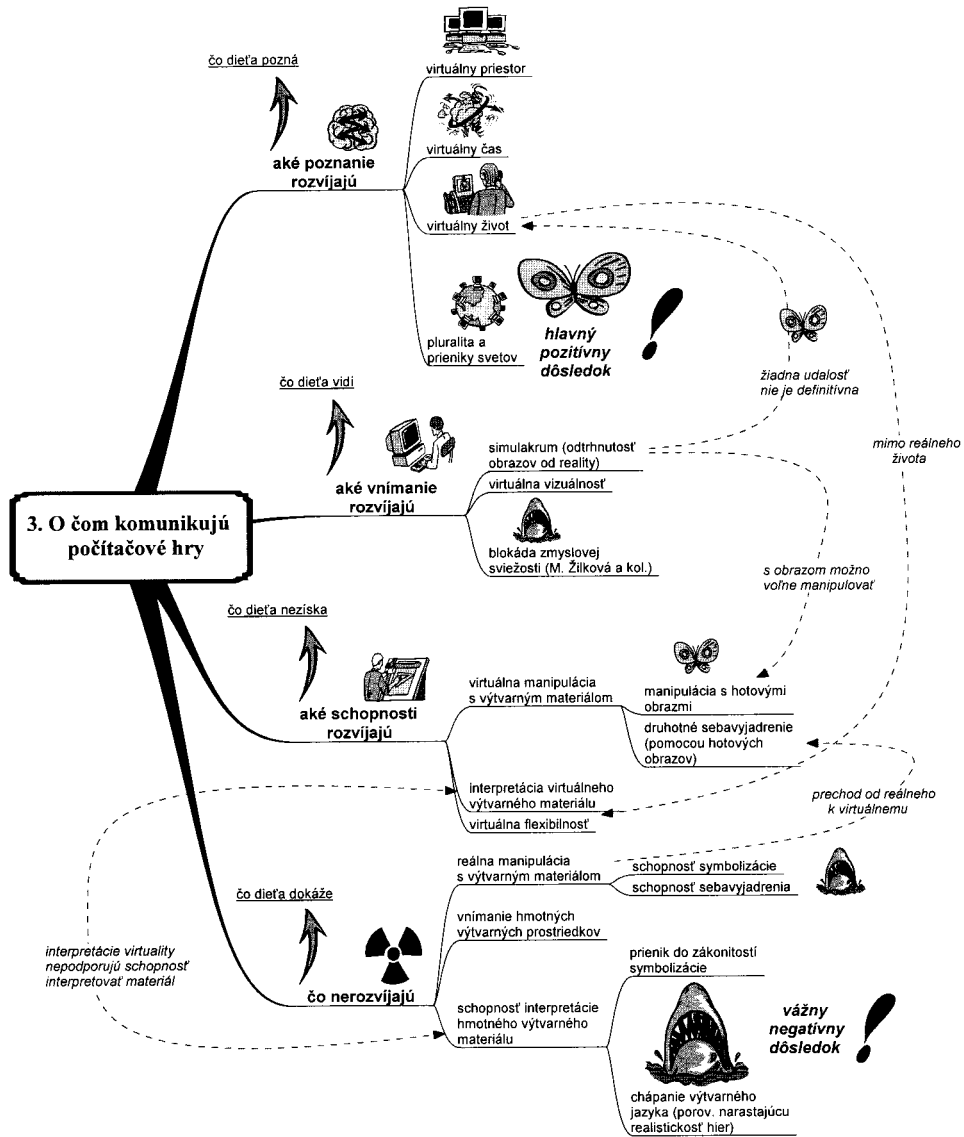 čo dieťa pozná
aké poznanie
rozvíjajú
virtuálny priestor
virtuálny čas
virtuálny život
pluralita a
prieniky svetov
hlavný
pozitívny
dôsledok
žiadna udalosť
nie je definitívna
mimo reálneho
života
čo dieťa vidí
aké vnímanie
rozvíjajú
simulakrum (odtrhnutosť
obrazov od reality)
virtuálna vizuálnosť
blokáda zmyslovej
sviežosti (M. Žilková a kol.)
s obrazom možno
voľne manipulovať
3. O čom komunikujú
počítačové hry
čo dieťa nezíska
aké schopnosti
rozvíjajú
virtuálna manipulácia
s výtvarným materiálom
manipulácia s hotovými
obrazmi
druhotné sebavyjadrenie
(pomocou hotových
obrazov)
interpretácia virtuálneho
výtvarného materiálu
virtuálna flexibilnosť
prechod od reálneho
k virtuálnemu
čo dieťa dokáže
čo nerozvíjajú
reálna manipulácia
s výtvarným materiálom
schopnosť symbolizácie
schopnosť sebavyjadrenia
vnímanie hmotných
výtvarných prostriedkov
interpretácie virtuality
nepodporujú schopnosť
interpretovať materiál
schopnosť interpretácie
hmotného výtvarného
materiálu
prienik do zákonitostí
symbolizácie
vážny
negatívny
dôsledok
chápanie výtvarného
jazyka (porov. narastajúcu
realistickosť hier)